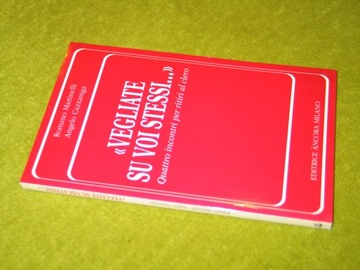 Romano Martinelli
Angelo Cazzaniga
«VEGLIATE
SU VOI STESSI...»
Quattro incontri per ritiri al clero
EDITRICE ÀNCORA MILANO